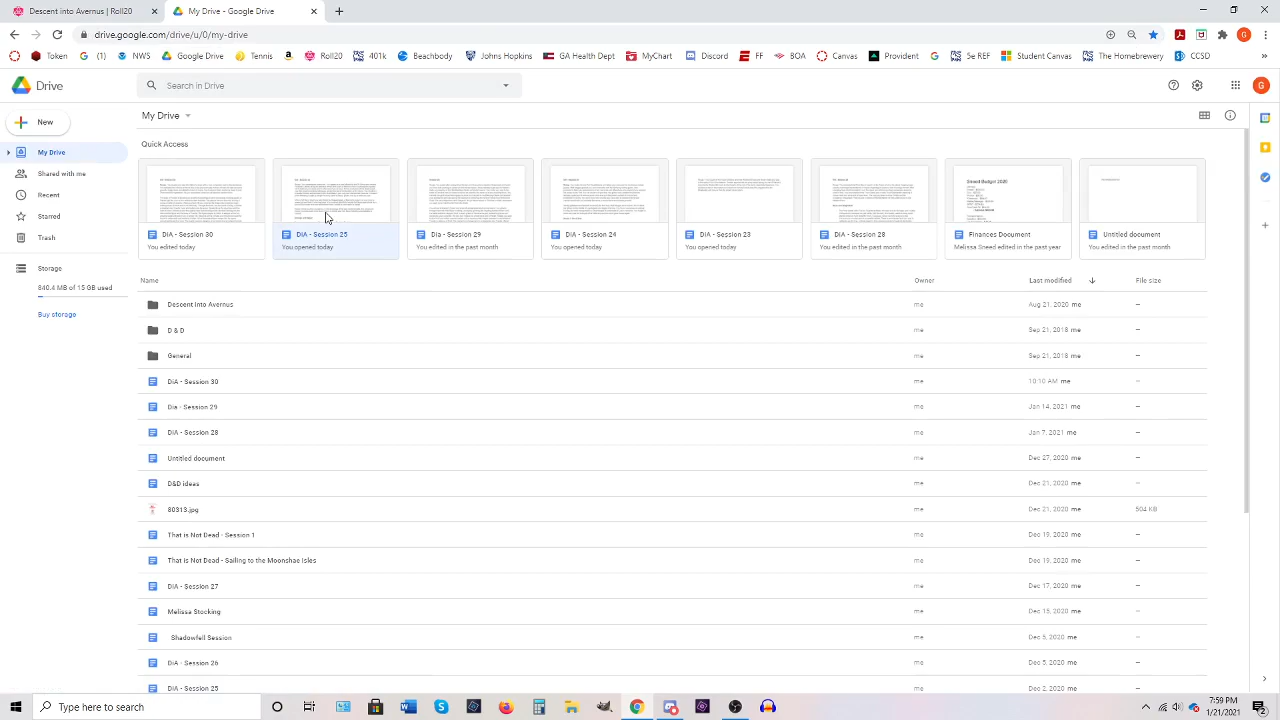 Descent into Avernus | Roll20 × My Drive - Google Drive × +
drive.google.com/drive/u/0/my-drive
Token (1) NWS Google Drive Tennis Roll20 401k Beachbody Johns Hopkins GA Health Dept MyChart Discord FF BOA Canvas Provident 5e REF Student Canvas The Homebrewery CCSD »
Drive Search in Drive
New My Drive
My Drive Quick Access
Shared with me
Recent
Starred
Trash
Storage
840.4 MB of 15 GB used
Buy storage
DiA - Session 30 DiA - Session 25 Dia - Session 29 DiA - Session 24 DiA - Session 23 DiA - Session 28 Finances Document Untitled document
You edited today You opened today You edited in the past month You opened today You opened today You edited in the past month Melissa Sneed edited in the past year You edited in the past month
Sneed Budget 2020
Name Owner Last modified File size
Descent Into Avernus me Aug 21, 2020 me –
D & D me Sep 21, 2018 me –
General me Sep 21, 2018 me –
DiA - Session 30 me 10:10 AM me –
Dia - Session 29 me Jan 14, 2021 me –
DiA - Session 28 me Jan 7, 2021 me –
Untitled document me Dec 27, 2020 me –
D&D ideas me Dec 21, 2020 me –
80313.jpg me Dec 21, 2020 me 504 KB
That is Not Dead - Session 1 me Dec 19, 2020 me –
That is Not Dead - Sailing to the Moonshae Isles me Dec 19, 2020 me –
DiA - Session 27 me Dec 17, 2020 me –
Melissa Stocking me Dec 15, 2020 me –
Shadowfell Session me Dec 5, 2020 me –
DiA - Session 26 me Dec 5, 2020 me –
DiA - Session 25 me Dec 2, 2020 me –
Type here to search
7:59 PM
1/21/2021